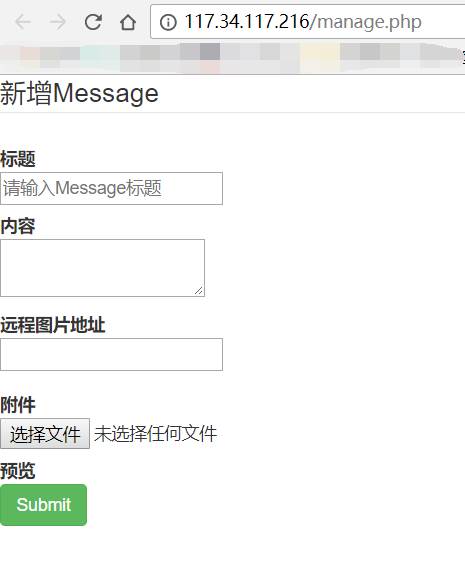 117.34.117.216/manage.php
新增Message
标题
请输入Message标题
内容
远程图片地址
附件
选择文件 未选择任何文件
预览
Submit